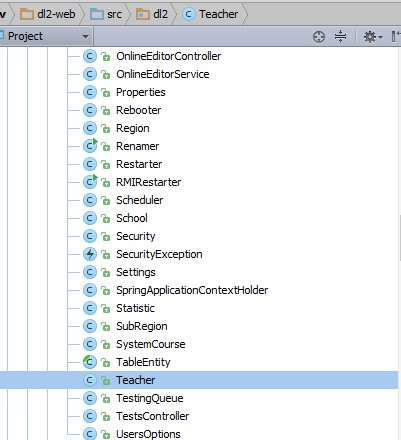 v dl2-web src dl2 Teacher
Project
OnlineEditorController
OnlineEditorService
Properties
Rebooter
Region
Renamer
Restarter
RMIRestarter
Scheduler
School
Security
SecurityException
Settings
SpringApplicationContextHolder
Statistic
SubRegion
SystemCourse
TableEntity
Teacher
TestingQueue
TestsController
UsersOptions